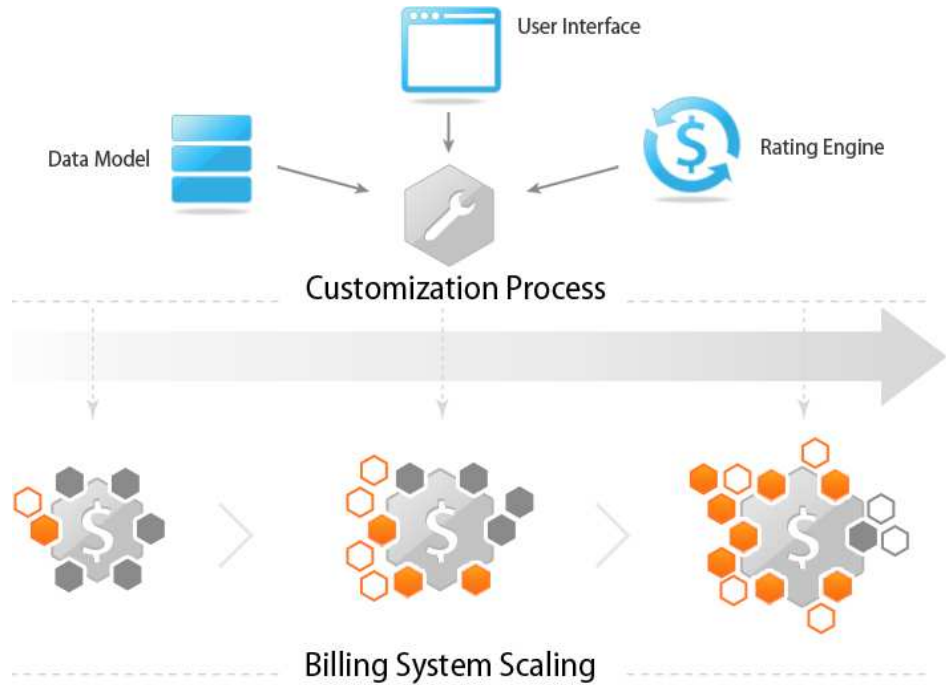 User Interface
Data Model
Rating Engine
$
Customization Process
$
$
$
Billing System Scaling